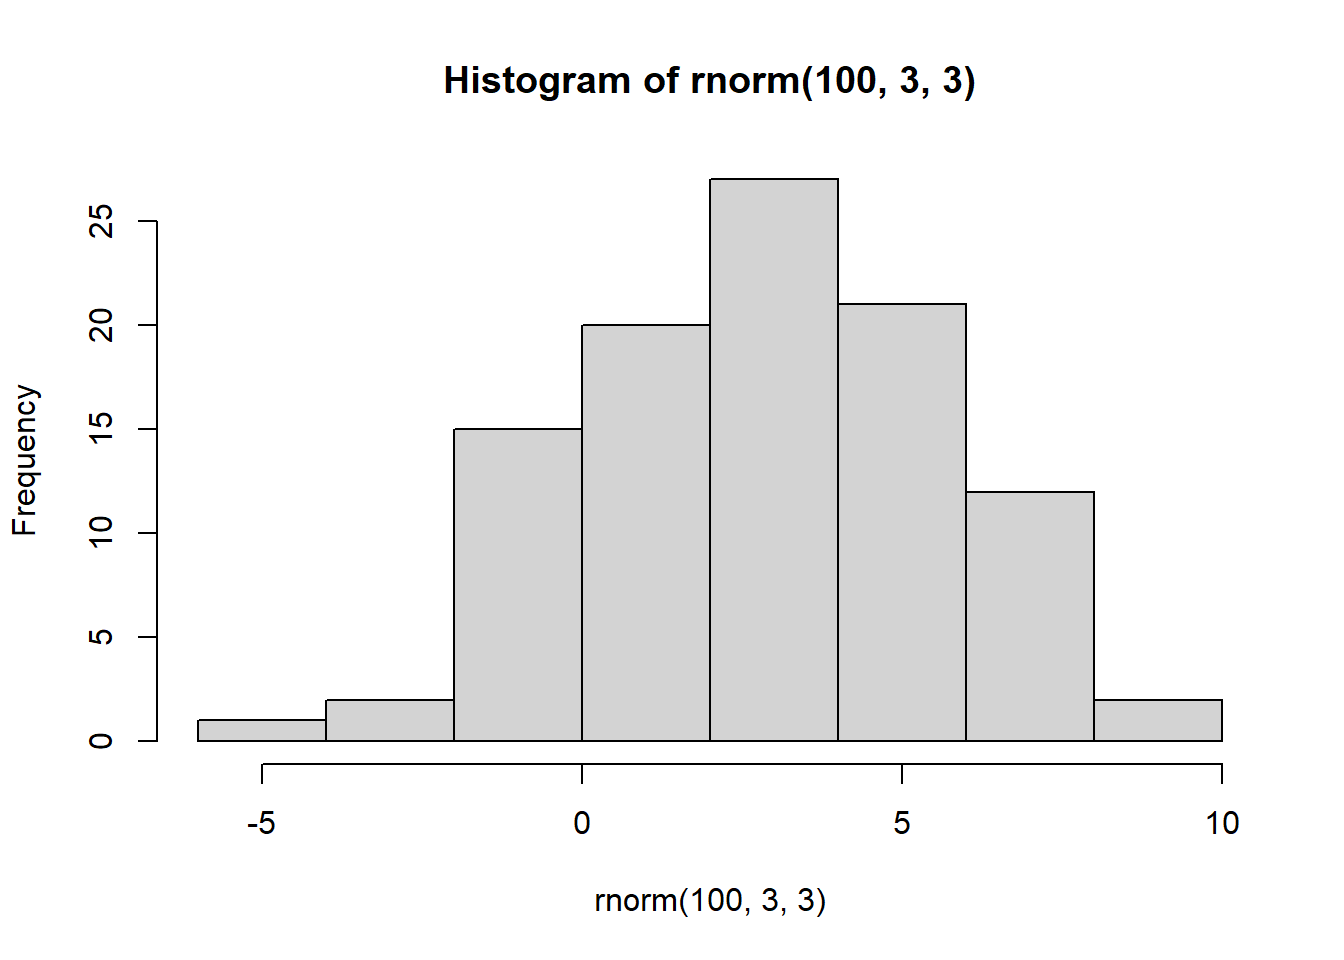 Histogram of rnorm(100, 3, 3)
Frequency
25
20
15
10
5
0
-5 0 5 10
rnorm(100, 3, 3)